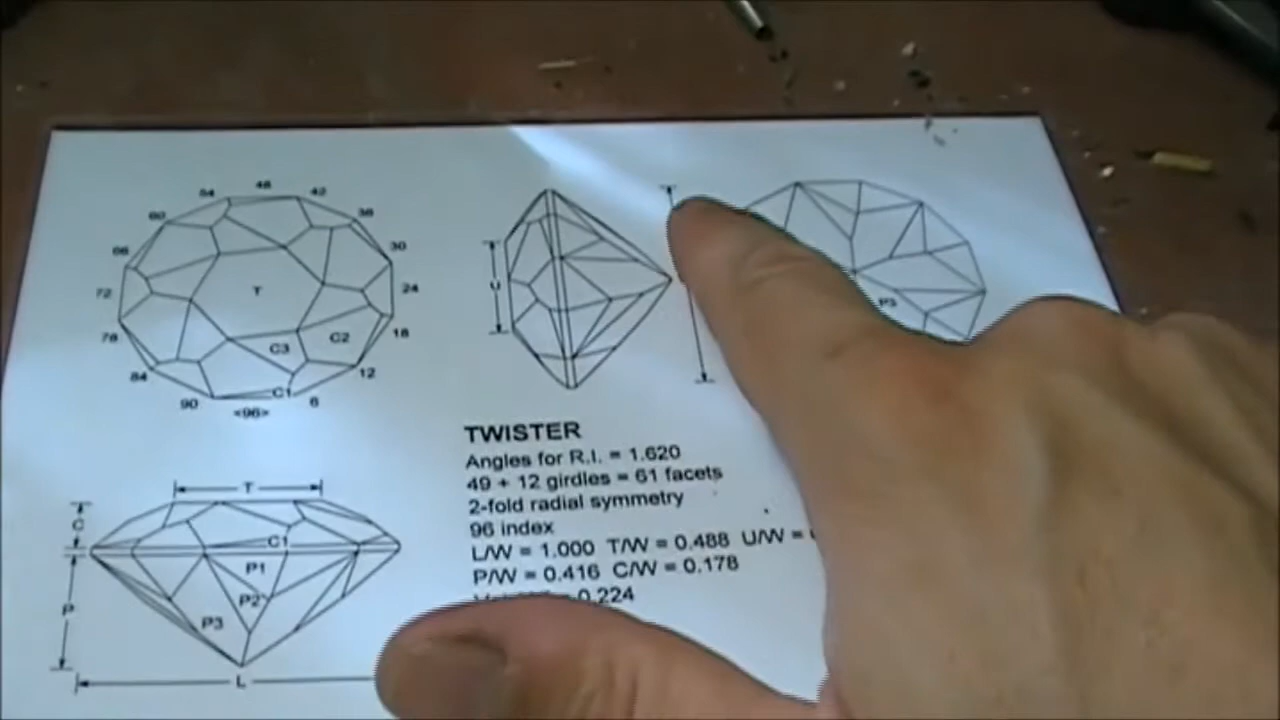 54 48 42
60 36
66 30
72 T 24
78 C3 C2 18
84 12
90 C1 6
<96>
U
P3
TWISTER
Angles for R.I. = 1.620
49 + 12 girdles = 61 facets
2-fold radial symmetry
96 index
L/W = 1.000 T/W = 0.488 U/W =
P/W = 0.416 C/W = 0.178
0.224
T
C
C1
P1
P P2
P3
L